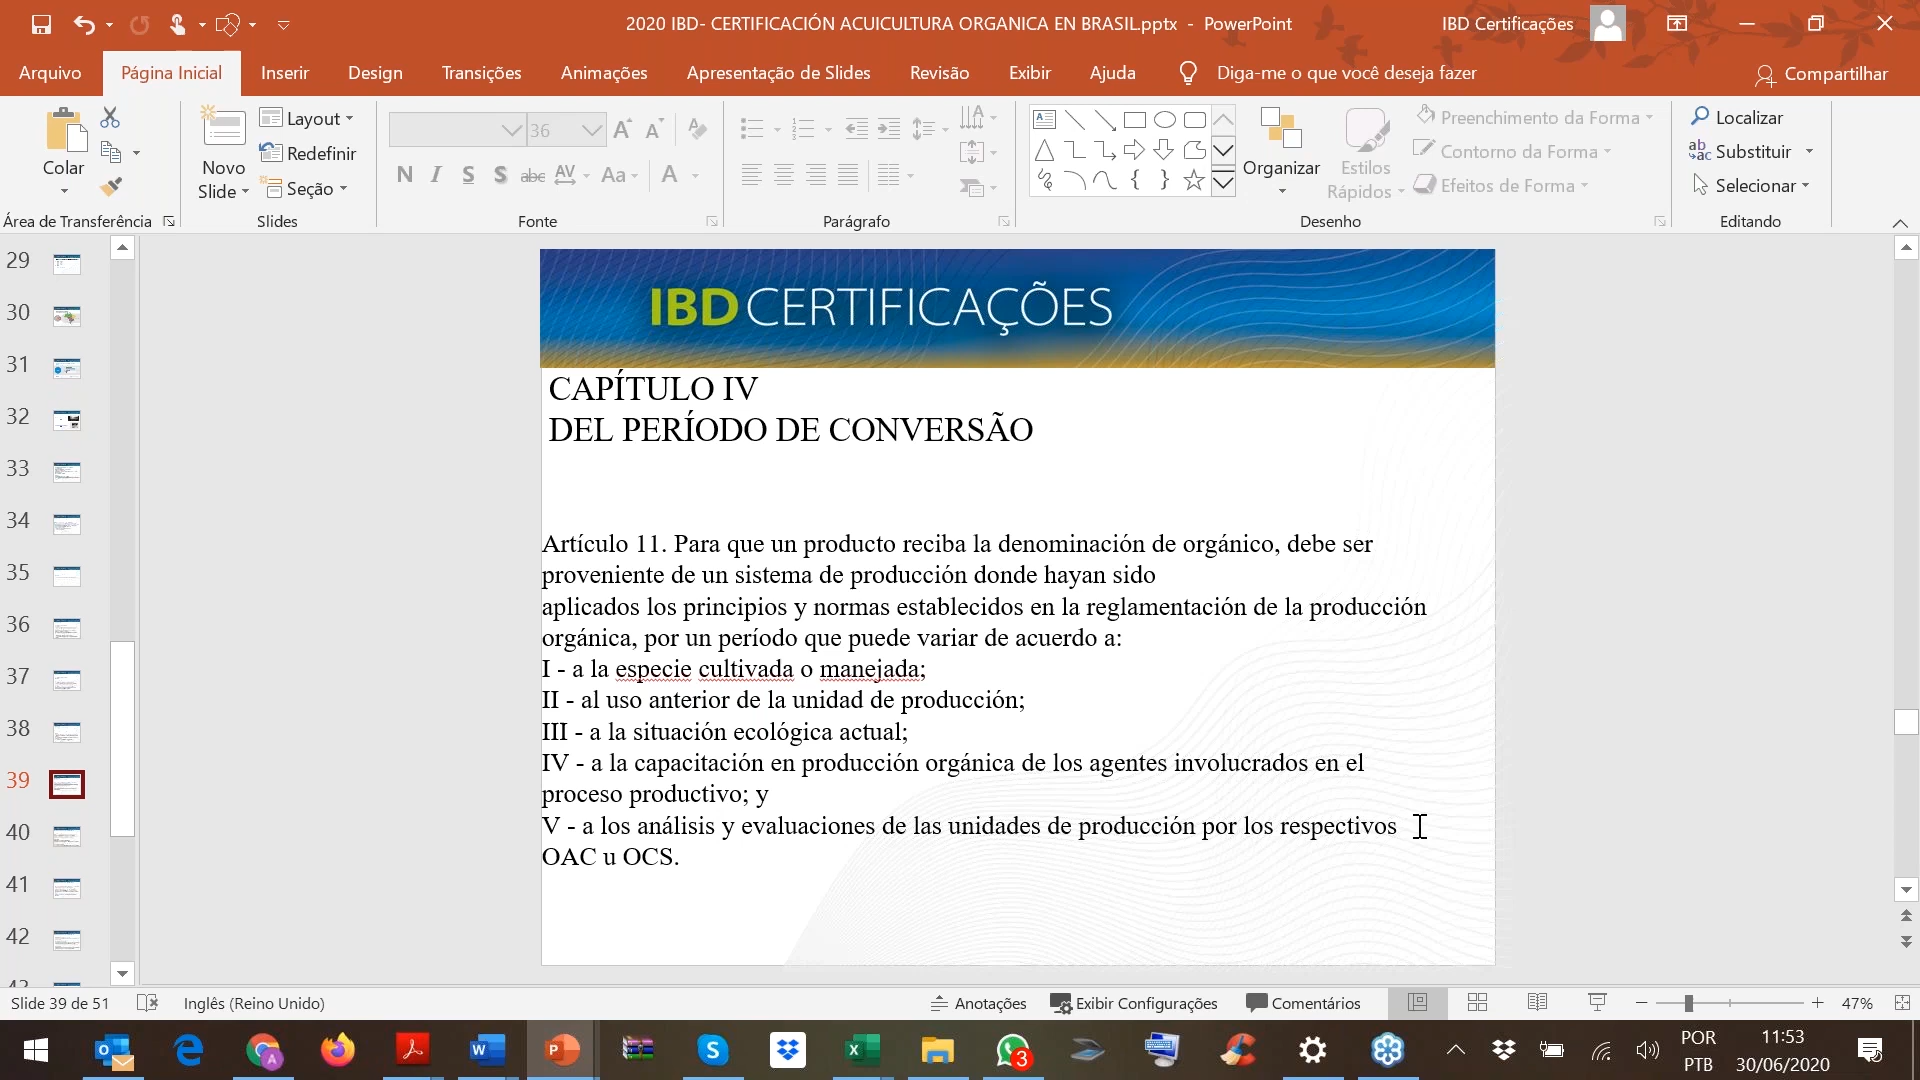 2020 IBD- CERTIFICACIÓN ACUICULTURA ORGANICA EN BRASIL.pptx - PowerPoint
IBD Certificações
Arquivo
Página Inicial
Inserir
Design
Transições
Animações
Apresentação de Slides
Revisão
Exibir
Ajuda
Diga-me o que você deseja fazer
Compartilhar
Colar
Novo
Slide
Layout
Redefinir
Seção
36
N I S S abc AV Aa A
Organizar
Estilos
Rápidos
Preenchimento da Forma
Contorno da Forma
Efeitos de Forma
Localizar
Substituir
Selecionar
Área de Transferência
Slides
Fonte
Parágrafo
Desenho
Editando
29
30
31
32
33
34
35
36
37
38
39
40
41
42
IBD CERTIFICAÇÕES
CAPÍTULO IV
DEL PERÍODO DE CONVERSÃO
Artículo 11. Para que un producto reciba la denominación de orgánico, debe ser
proveniente de un sistema de producción donde hayan sido
aplicados los principios y normas establecidos en la reglamentación de la producción
orgánica, por un período que puede variar de acuerdo a:
I - a la especie cultivada o manejada;
II - al uso anterior de la unidad de producción;
III - a la situación ecológica actual;
IV - a la capacitación en producción orgánica de los agentes involucrados en el
proceso productivo; y
V - a los análisis y evaluaciones de las unidades de producción por los respectivos
OAC u OCS.
Slide 39 de 51
Inglês (Reino Unido)
Anotações
Exibir Configurações
Comentários
47%
3
POR
PTB
11:53
30/06/2020